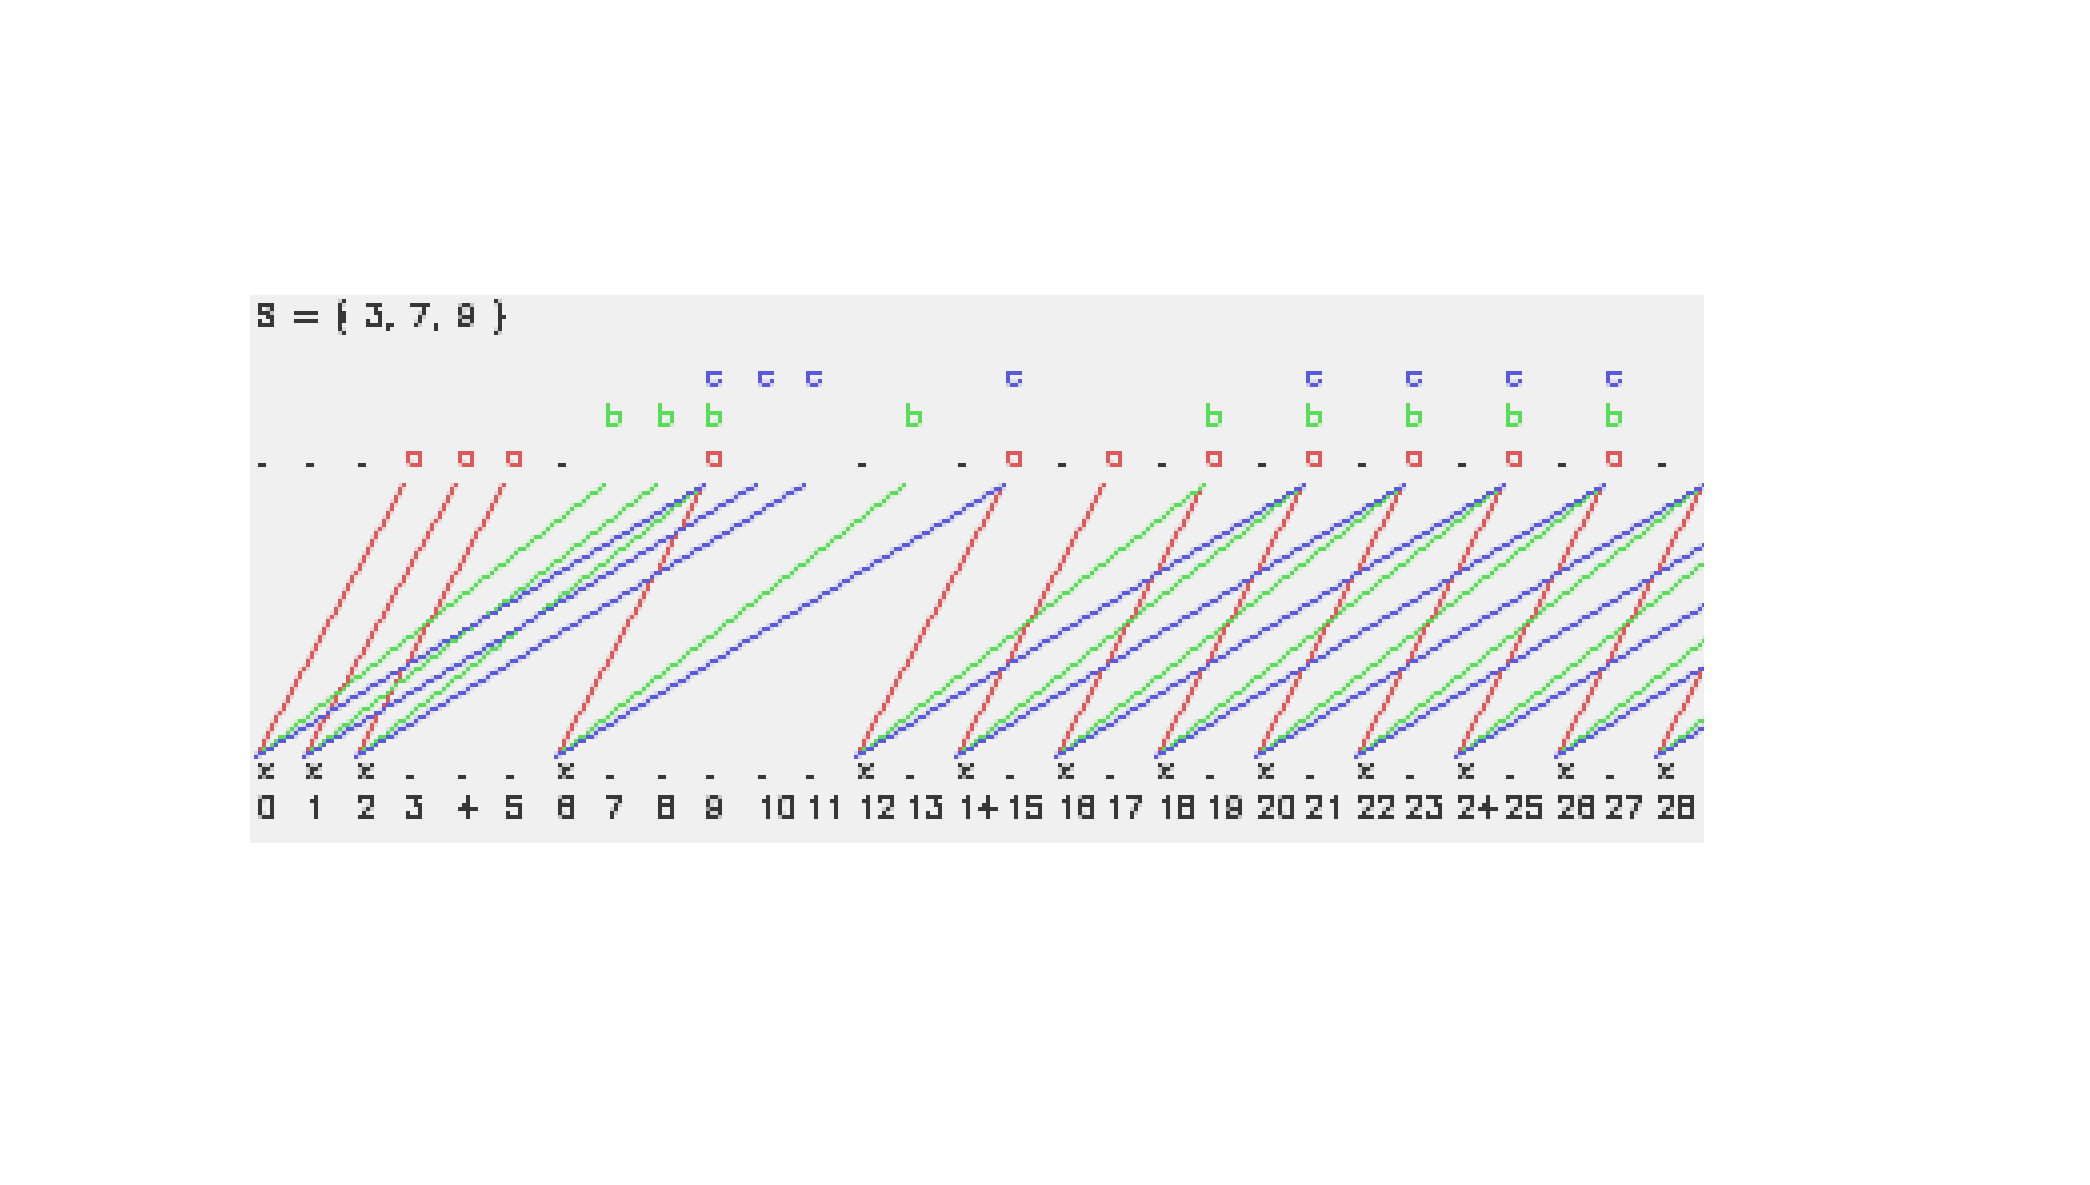 S = { 3, 7, 9 }
c c c c c c c c
b b b b b b b b b
- - - a a a - a - - a - a - a - a - a - a - a -
x x x - - - x - - - - - x - x - x - x - x - x - x - x - x
0 1 2 3 4 5 6 7 8 9 10 11 12 13 14 15 16 17 18 19 20 21 22 23 24 25 26 27 28